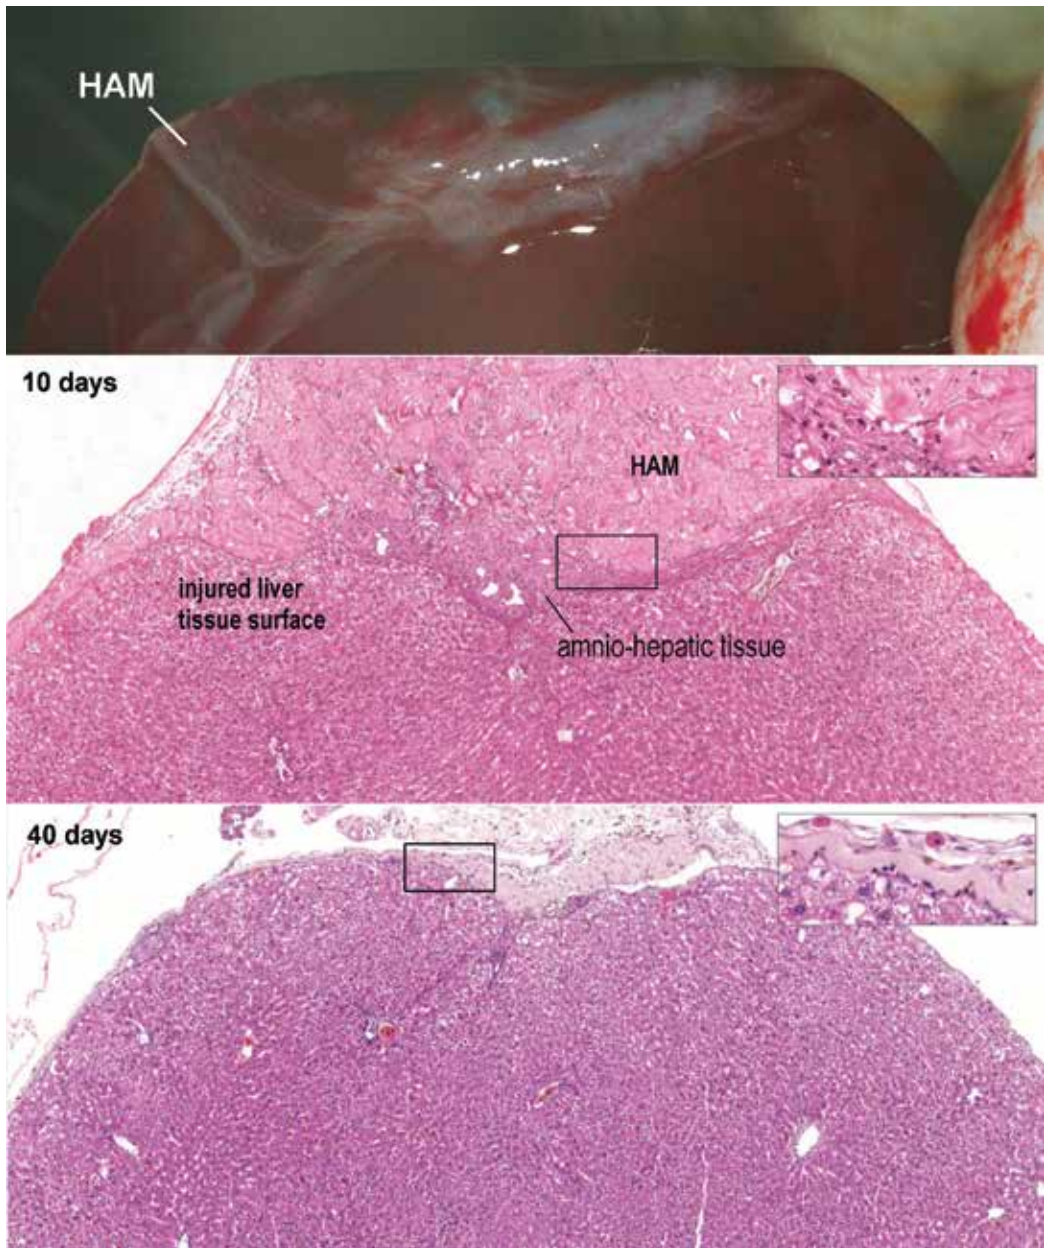 HAM
10 days
HAM
injured liver
tissue surface
amnio-hepatic tissue
40 days